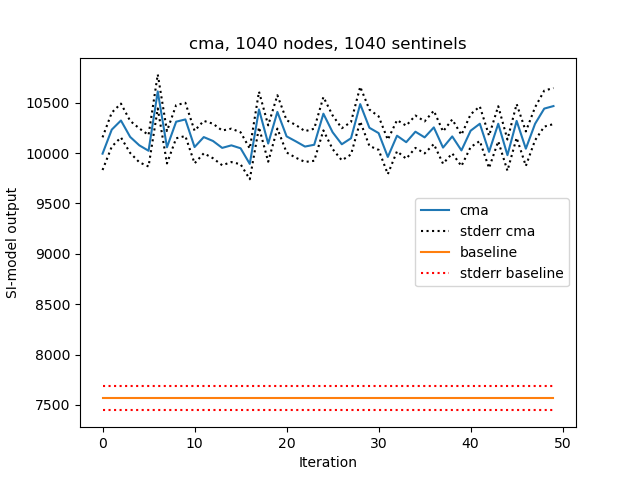 cma, 1040 nodes, 1040 sentinels
SI-model output
10500
10000
9500
9000
8500
8000
7500
cma
stderr cma
baseline
stderr baseline
0 10 20 30 40 50
Iteration